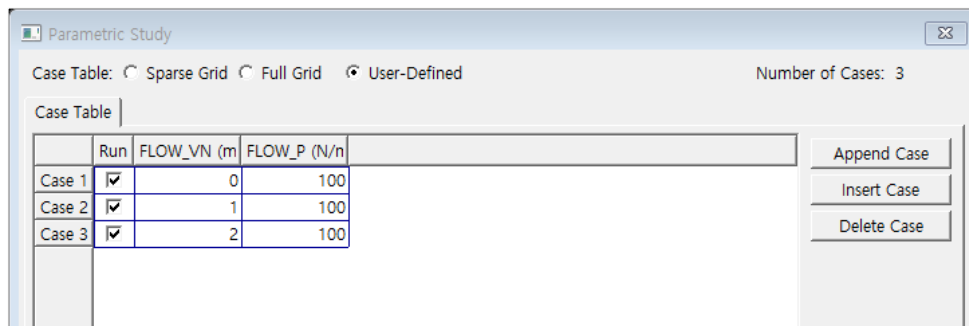 Parametric Study
Case Table: Sparse Grid Full Grid User-Defined Number of Cases: 3
Case Table
Run FLOW_VN (m FLOW_P (N/n
Case 1 0 100
Case 2 1 100
Case 3 2 100
Append Case
Insert Case
Delete Case